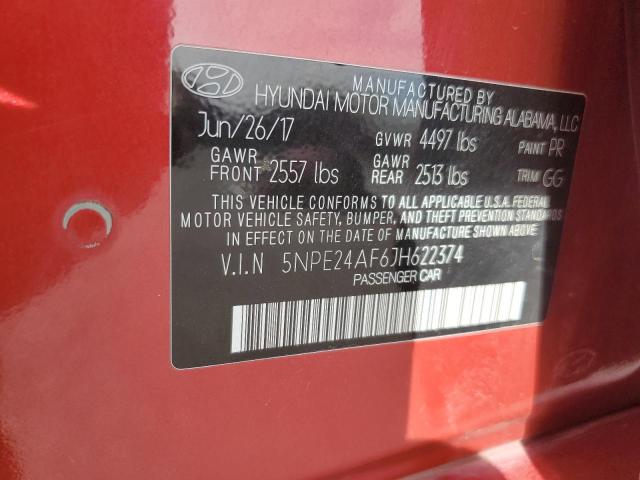 MANUFACTURED BY
HYUNDAI MOTOR MANUFACTURING ALABAMA, LLC
Jun/26/17 GVWR 4497 lbs PAINT PR
GAWR FRONT 2557 lbs GAWR REAR 2513 lbs TRIM GG
THIS VEHICLE CONFORMS TO ALL APPLICABLE U.S.A. FEDERAL
MOTOR VEHICLE SAFETY, BUMPER, AND THEFT PREVENTION STANDARDS
IN EFFECT ON THE DATE OF MANUFACTURE SHOWN ABOVE.
V.I.N 5NPE24AF6JH622374
PASSENGER CAR